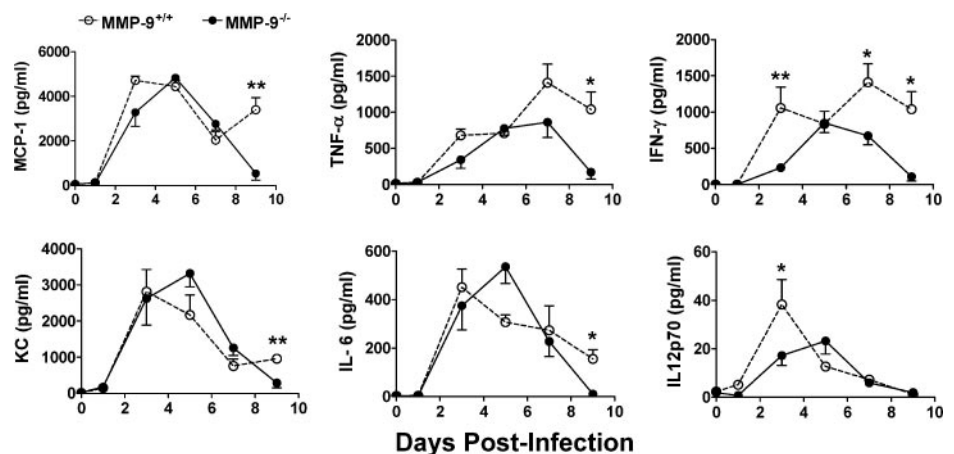 MMP-9+/+ MMP-9-/-
MCP-1 (pg/ml)
6000
4000
2000
0
0 2 4 6 8 10
**
TNF-α (pg/ml)
2000
1500
1000
500
0
0 2 4 6 8 10
*
IFN-γ (pg/ml)
2000
1500
1000
500
0
0 2 4 6 8 10
**
*
*
KC (pg/ml)
4000
3000
2000
1000
0
0 2 4 6 8 10
**
IL-6 (pg/ml)
600
400
200
0
0 2 4 6 8 10
*
IL12p70 (pg/ml)
60
40
20
0
0 2 4 6 8 10
*
Days Post-Infection